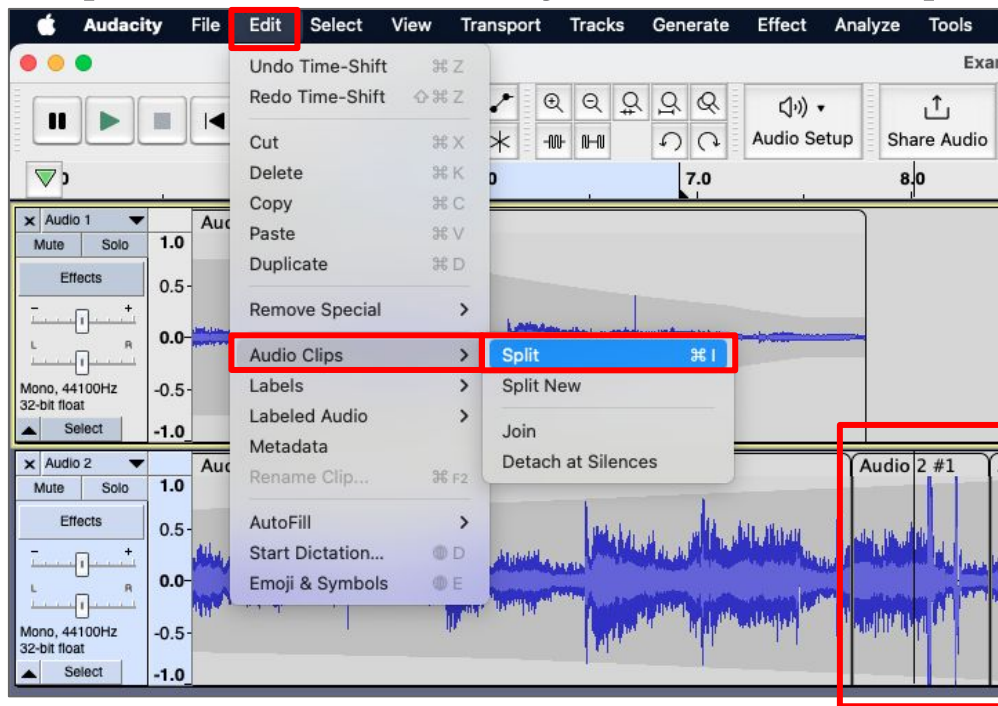 Audacity File Edit Select View Transport Tracks Generate Effect Analyze Tools
Undo Time-Shift ⌘ Z
Redo Time-Shift ⇧ ⌘ Z
Cut ⌘ X
Delete ⌘ K
Copy ⌘ C
Paste ⌘ V
Duplicate ⌘ D
Remove Special >
Audio Clips >
Labels >
Labeled Audio >
Metadata
Rename Clip... ⌘ F2
AutoFill >
Start Dictation... D
Emoji & Symbols E
Split ⌘ I
Split New
Join
Detach at Silences
Audio Setup
Share Audio
7.0
8.0
Audio 1
Mute Solo
Effects
- +
L R
Mono, 44100Hz
32-bit float
Select
1.0
0.5-
0.0-
-0.5-
-1.0
Audio 2
Mute Solo
Effects
- +
L R
Mono, 44100Hz
32-bit float
Select
1.0
0.5-
0.0-
-0.5-
-1.0
Audio 2 #1